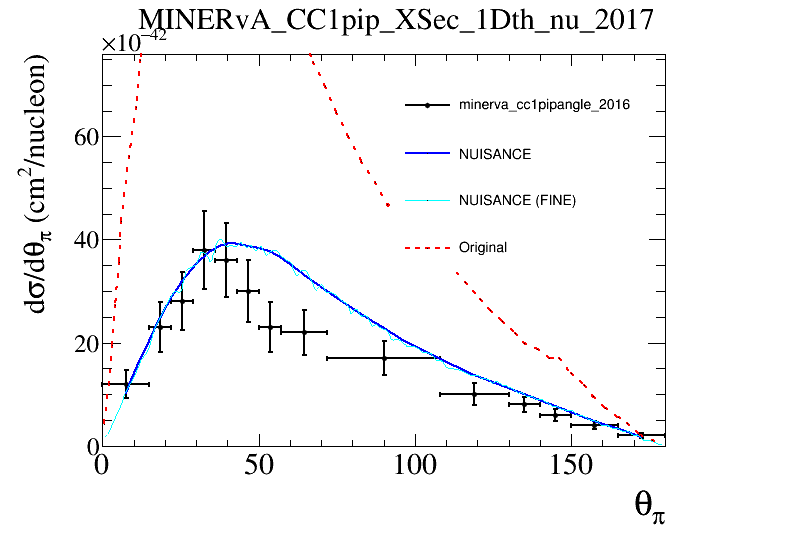 MINERvA_CC1pip_XSec_1Dth_nu_2017
×10⁻⁴²
dσ/dθπ (cm²/nucleon)
minerva_cc1pipangle_2016
NUISANCE
NUISANCE (FINE)
Original
60
40
20
0
0 50 100 150
θπ